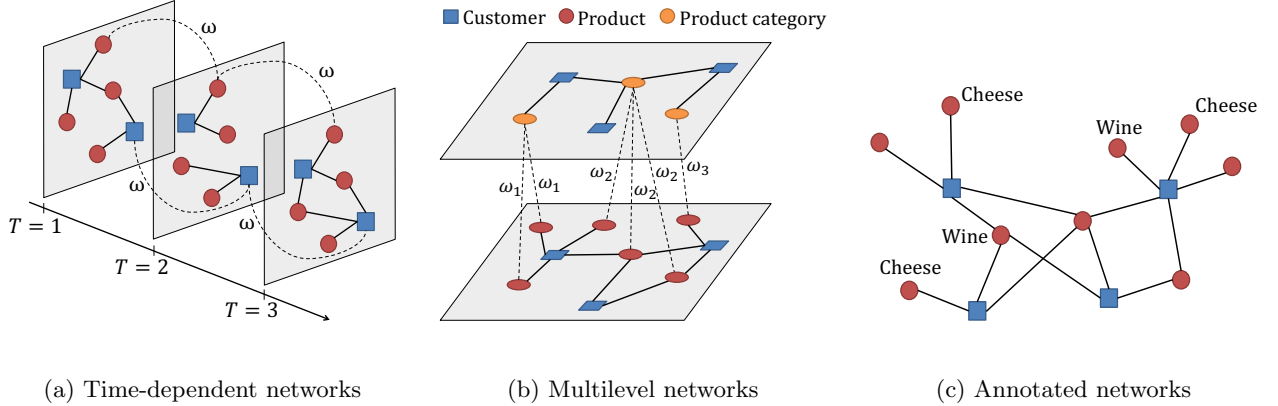 Customer Product Product category
ω
ω
ω
ω
T = 1
T = 2
T = 3
ω₁ ω₁ ω₂ ω₂ ω₂ ω₃
Cheese
Cheese
Wine
Wine
Cheese
(a) Time-dependent networks
(b) Multilevel networks
(c) Annotated networks